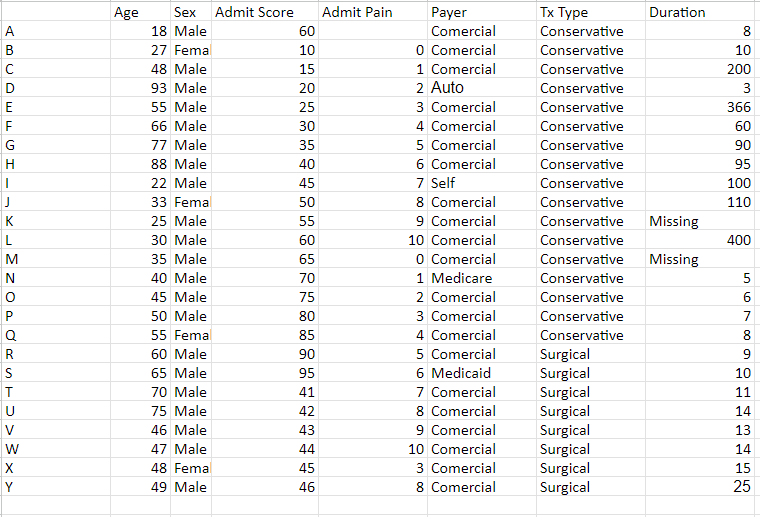 Age Sex Admit Score Admit Pain Payer Tx Type Duration
A 18 Male 60 Comercial Conservative 8
B 27 Femal 10 0 Comercial Conservative 10
C 48 Male 15 1 Comercial Conservative 200
D 93 Male 20 2 Auto Conservative 3
E 55 Male 25 3 Comercial Conservative 366
F 66 Male 30 4 Comercial Conservative 60
G 77 Male 35 5 Comercial Conservative 90
H 88 Male 40 6 Comercial Conservative 95
I 22 Male 45 7 Self Conservative 100
J 33 Femal 50 8 Comercial Conservative 110
K 25 Male 55 9 Comercial Conservative Missing
L 30 Male 60 10 Comercial Conservative 400
M 35 Male 65 0 Comercial Conservative Missing
N 40 Male 70 1 Medicare Conservative 5
O 45 Male 75 2 Comercial Conservative 6
P 50 Male 80 3 Comercial Conservative 7
Q 55 Femal 85 4 Comercial Conservative 8
R 60 Male 90 5 Comercial Surgical 9
S 65 Male 95 6 Medicaid Surgical 10
T 70 Male 41 7 Comercial Surgical 11
U 75 Male 42 8 Comercial Surgical 14
V 46 Male 43 9 Comercial Surgical 13
W 47 Male 44 10 Comercial Surgical 14
X 48 Femal 45 3 Comercial Surgical 15
Y 49 Male 46 8 Comercial Surgical 25